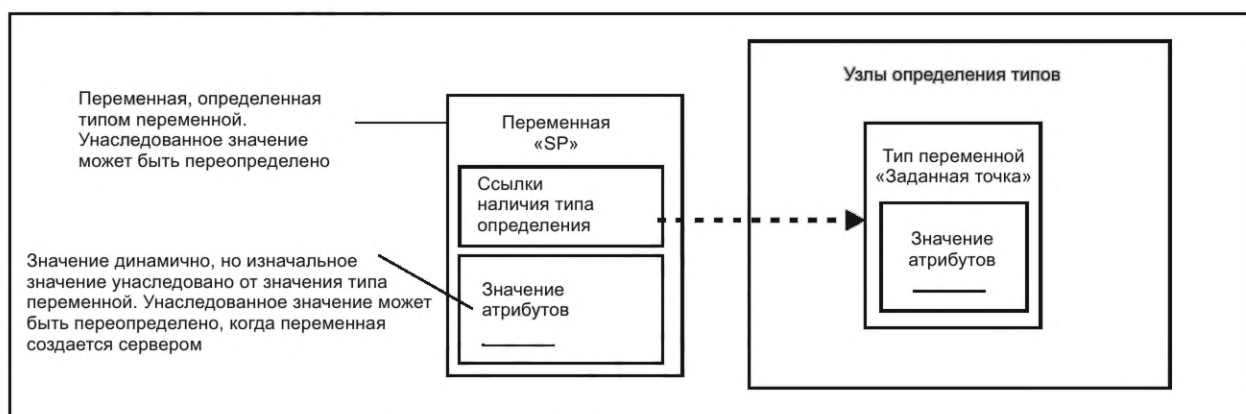 Переменная, определенная
типом переменной.
Унаследованное значение
может быть переопределено
Значение динамично, но изначальное
значение унаследовано от значения типа
переменной. Унаследованное значение может
быть переопределено, когда переменная
создается сервером
Переменная
«SP»
Ссылки
наличия типа
определения
Значение
атрибутов
Узлы определения типов
Тип переменной
«Заданная точка»
Значение
атрибутов